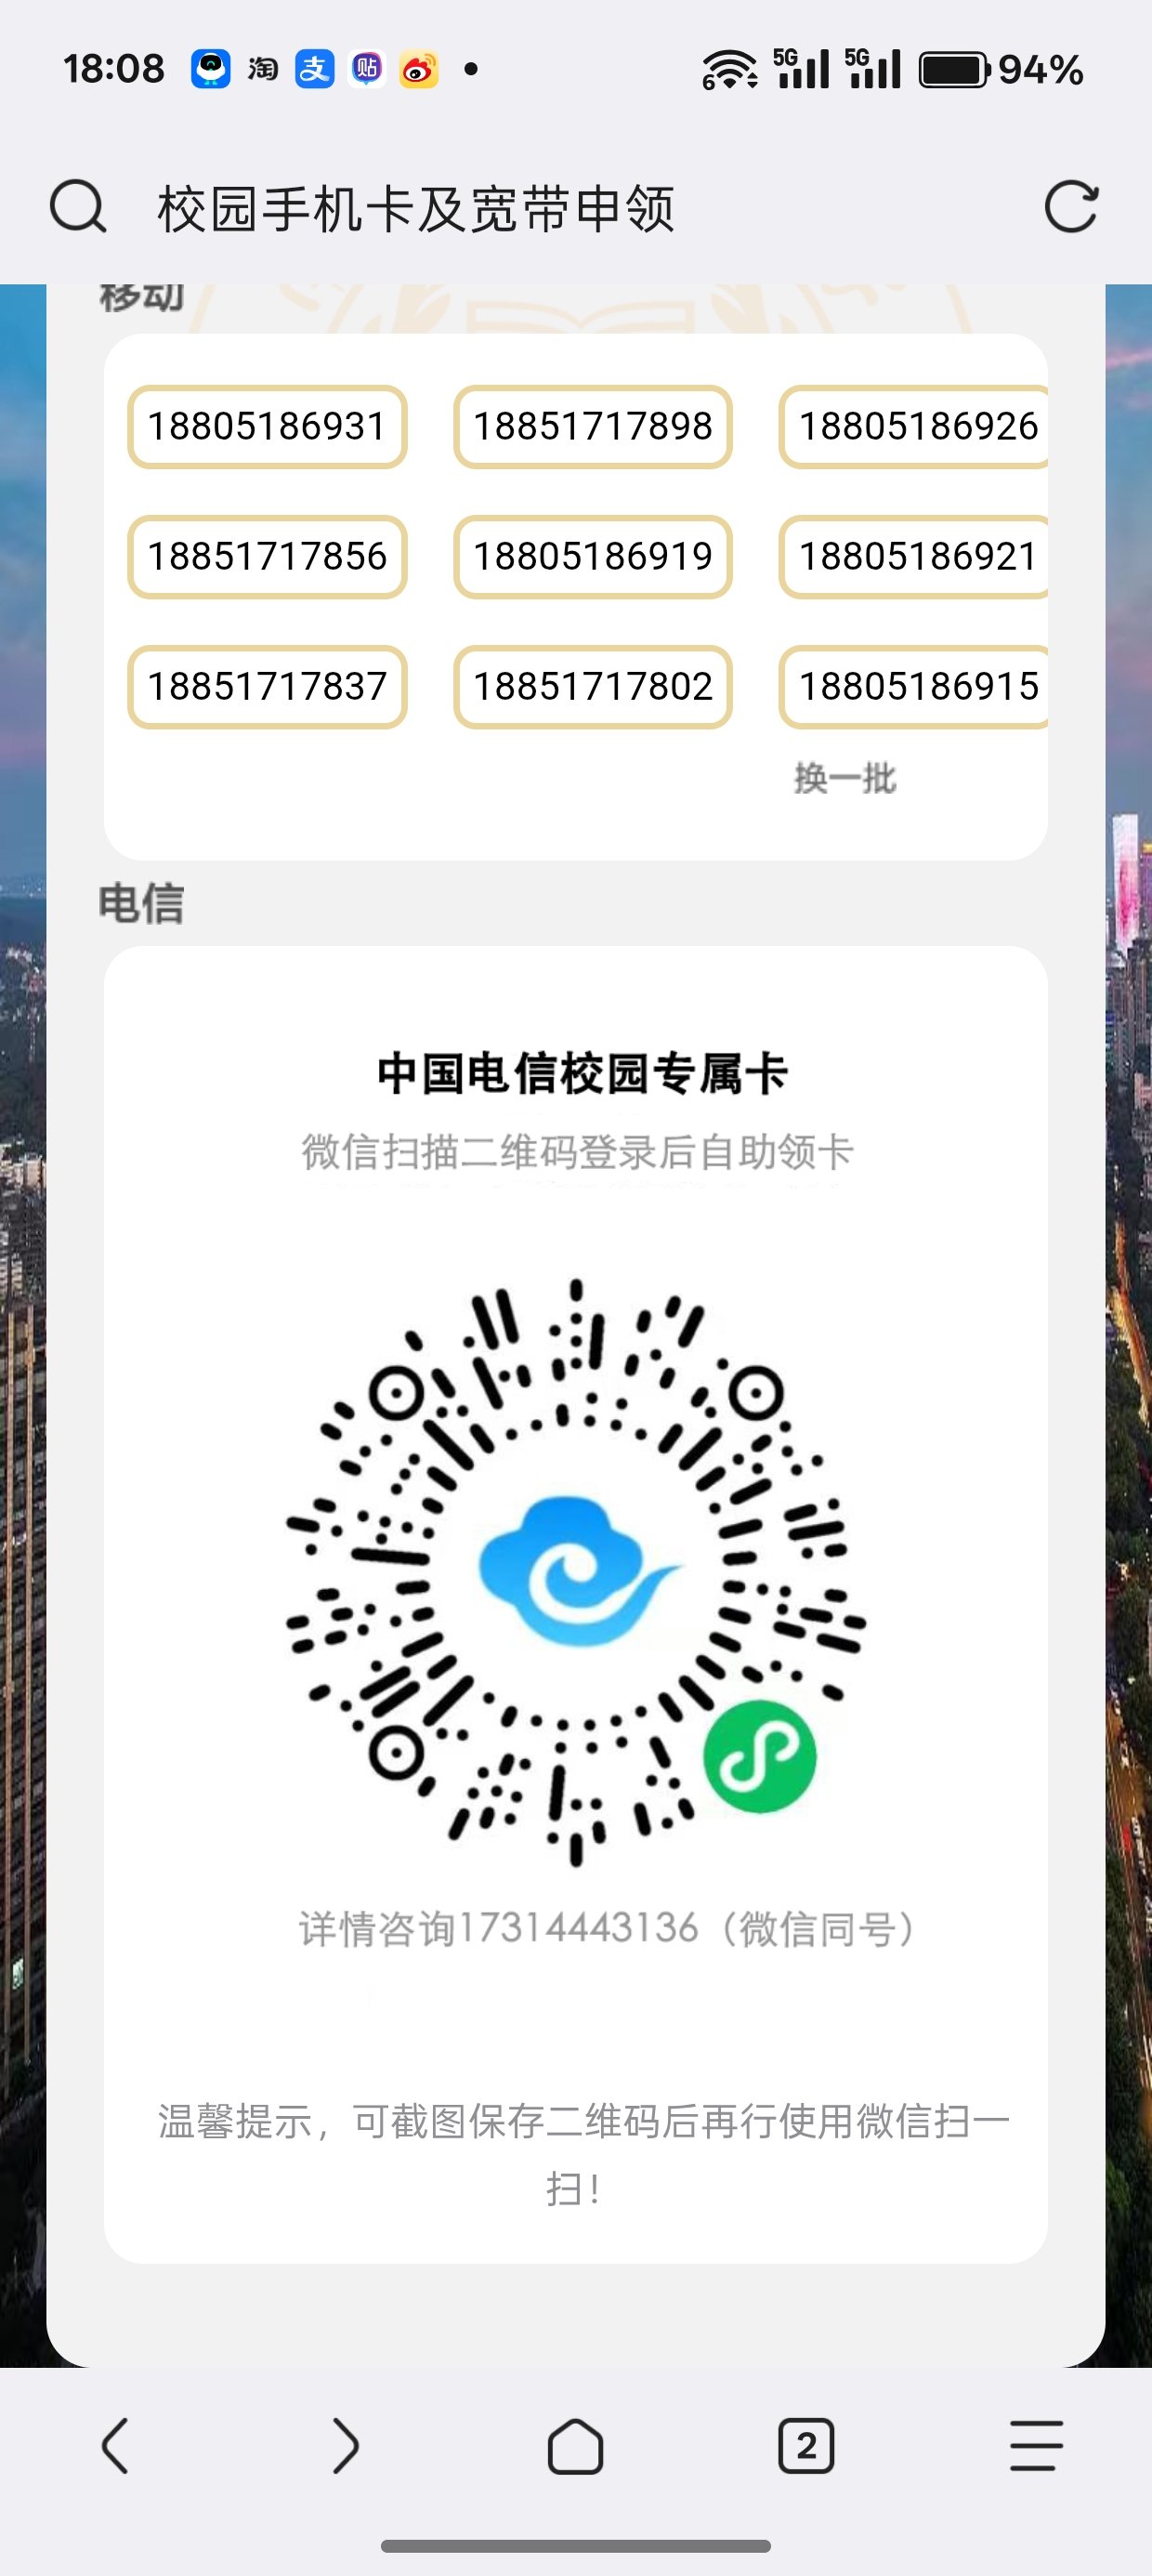 18:08 淘 支 贴 6 5G 5G 94%
校园手机卡及宽带申领
移动
18805186931 18851717898 18805186926
18851717856 18805186919 18805186921
18851717837 18851717802 18805186915
换一批
电信
中国电信校园专属卡
微信扫描二维码登录后自助领卡
详情咨询17314443136（微信同号）
温馨提示，可截图保存二维码后再行使用微信扫一
扫！
2